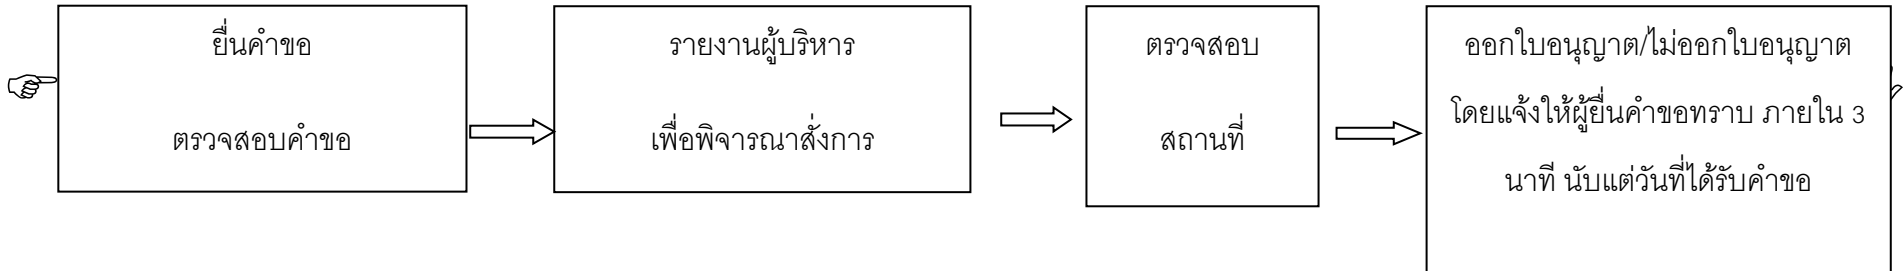 ยื่นคำขอ
ตรวจสอบคำขอ
รายงานผู้บริหาร
เพื่อพิจารณาสั่งการ
ตรวจสอบ
สถานที่
ออกใบอนุญาต/ไม่ออกใบอนุญาต
โดยแจ้งให้ผู้ยื่นคำขอทราบ ภายใน 3
นาที นับแต่วันที่ได้รับคำขอ